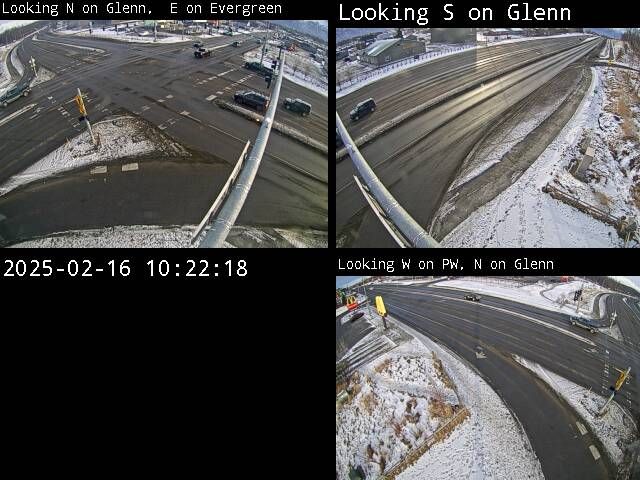 Looking N on Glenn,  E on Evergreen
Looking S on Glenn
2025-02-16 10:22:18
Looking W on PW, N on Glenn